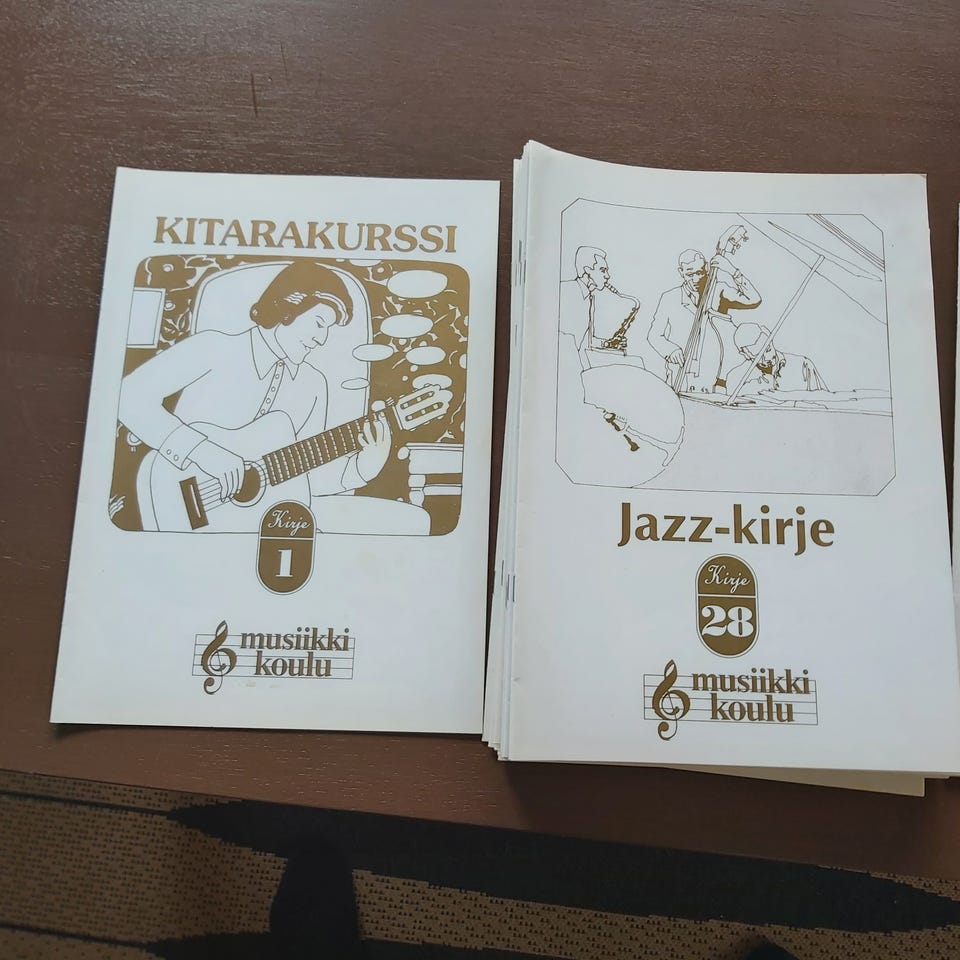 KITARAKURSSI
Kirje
1
musiikki
koulu
Jazz-kirje
Kirje
28
musiikki
koulu